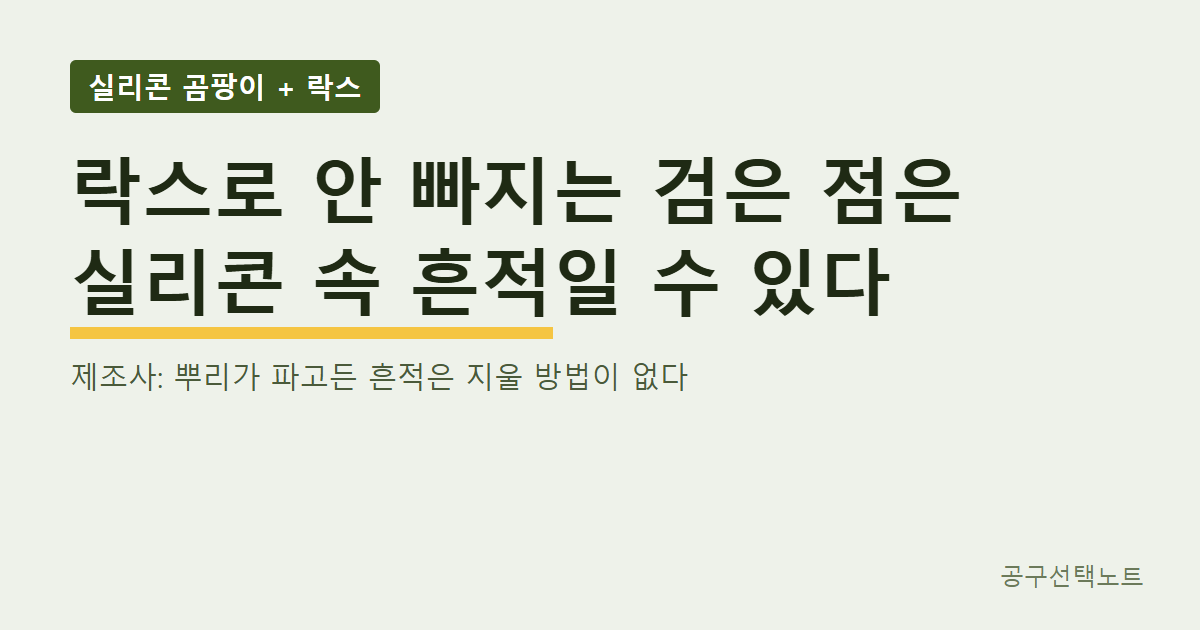 실리콘 곰팡이 + 락스
락스로 안 빠지는 검은 점은
실리콘 속 흔적일 수 있다
제조사: 뿌리가 파고든 흔적은 지울 방법이 없다
공구선택노트